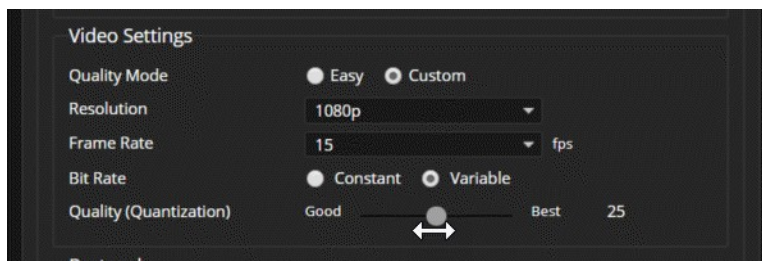 Video Settings
Quality Mode Easy Custom
Resolution 1080p
Frame Rate 15 fps
Bit Rate Constant Variable
Quality (Quantization) Good Best 25